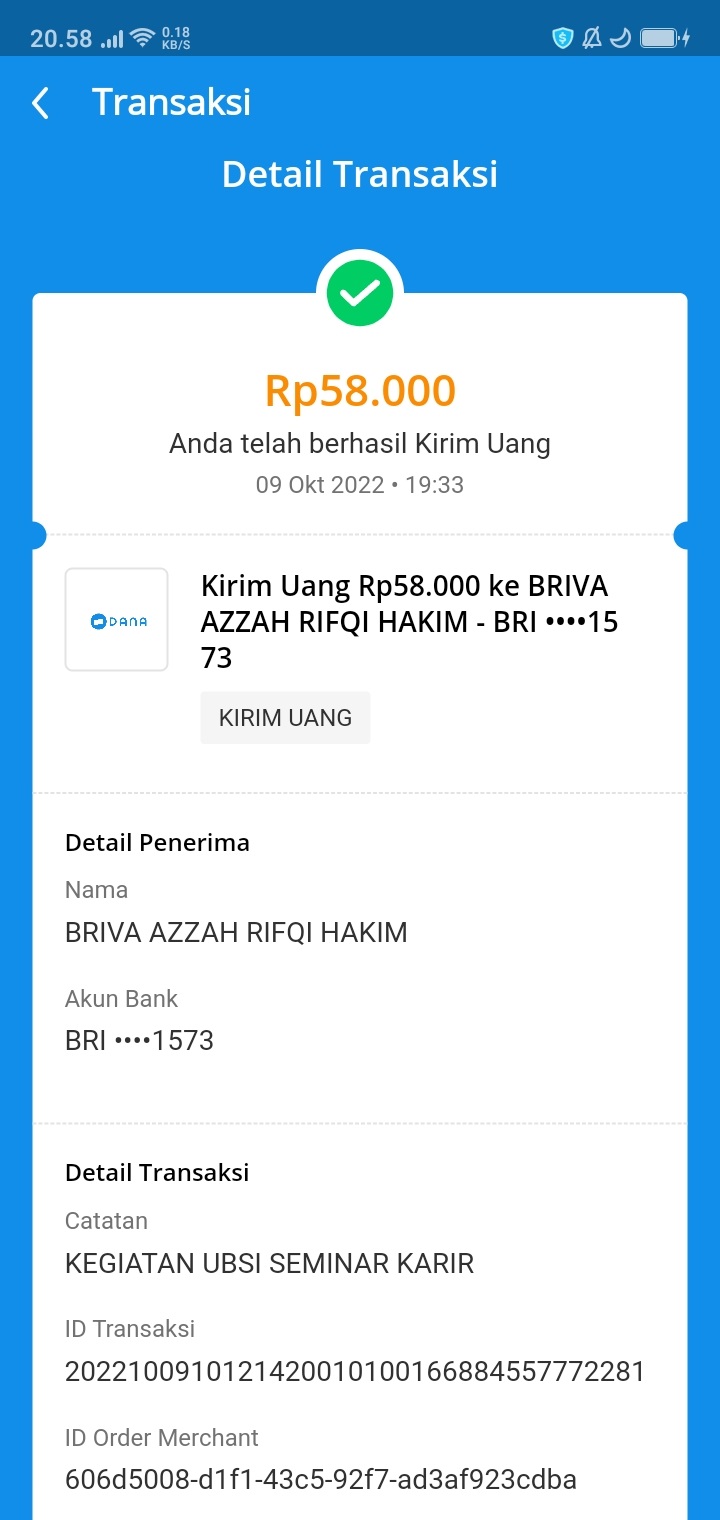 20.58
0.18
KB/S
Transaksi
Detail Transaksi
Rp58.000
Anda telah berhasil Kirim Uang
09 Okt 2022 • 19:33
DANA
Kirim Uang Rp58.000 ke BRIVA
AZZAH RIFQI HAKIM - BRI ••••15
73
KIRIM UANG
Detail Penerima
Nama
BRIVA AZZAH RIFQI HAKIM
Akun Bank
BRI ••••1573
Detail Transaksi
Catatan
KEGIATAN UBSI SEMINAR KARIR
ID Transaksi
20221009101214200101001668845577​72281
ID Order Merchant
606d5008-d1f1-43c5-92f7-ad3af923cdba